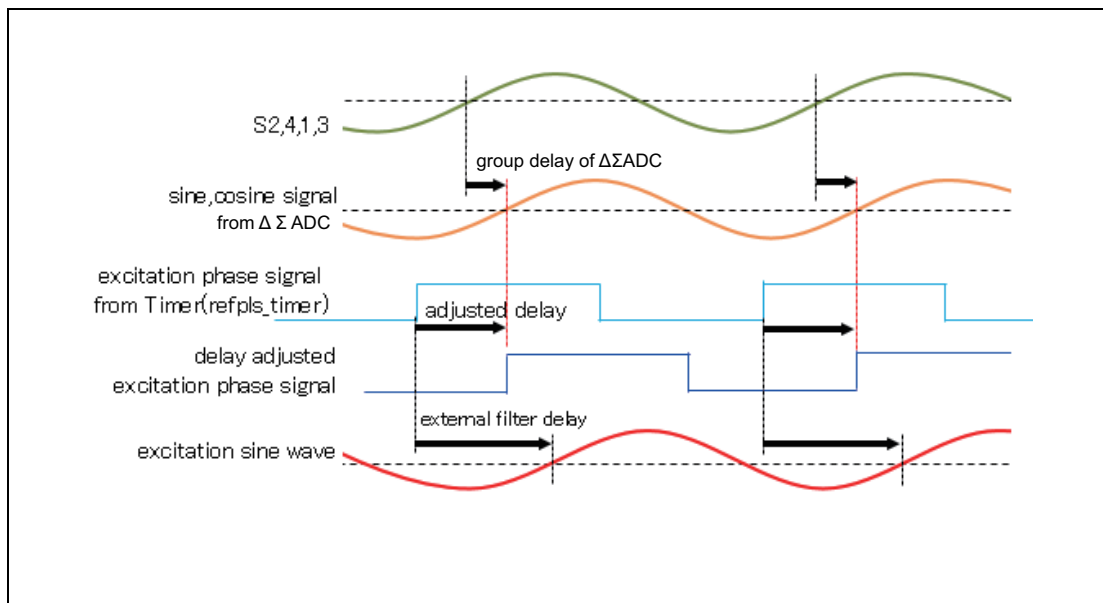 S2,4,1,3
group delay of ΔΣADC
sine,cosine signal
from Δ Σ ADC
excitation phase signal
from Timer(refpls_timer)
adjusted delay
delay adjusted
excitation phase signal
external filter delay
excitation sine wave